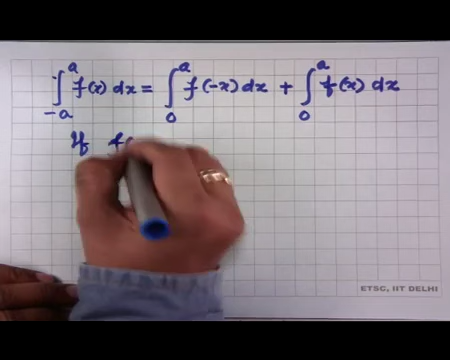 ∫_{-a}^{a} f(x) dx = ∫_{0}^{a} f(-x) dx + ∫_{0}^{a} f(x) dx
If f(
ETSC, IIT DELHI